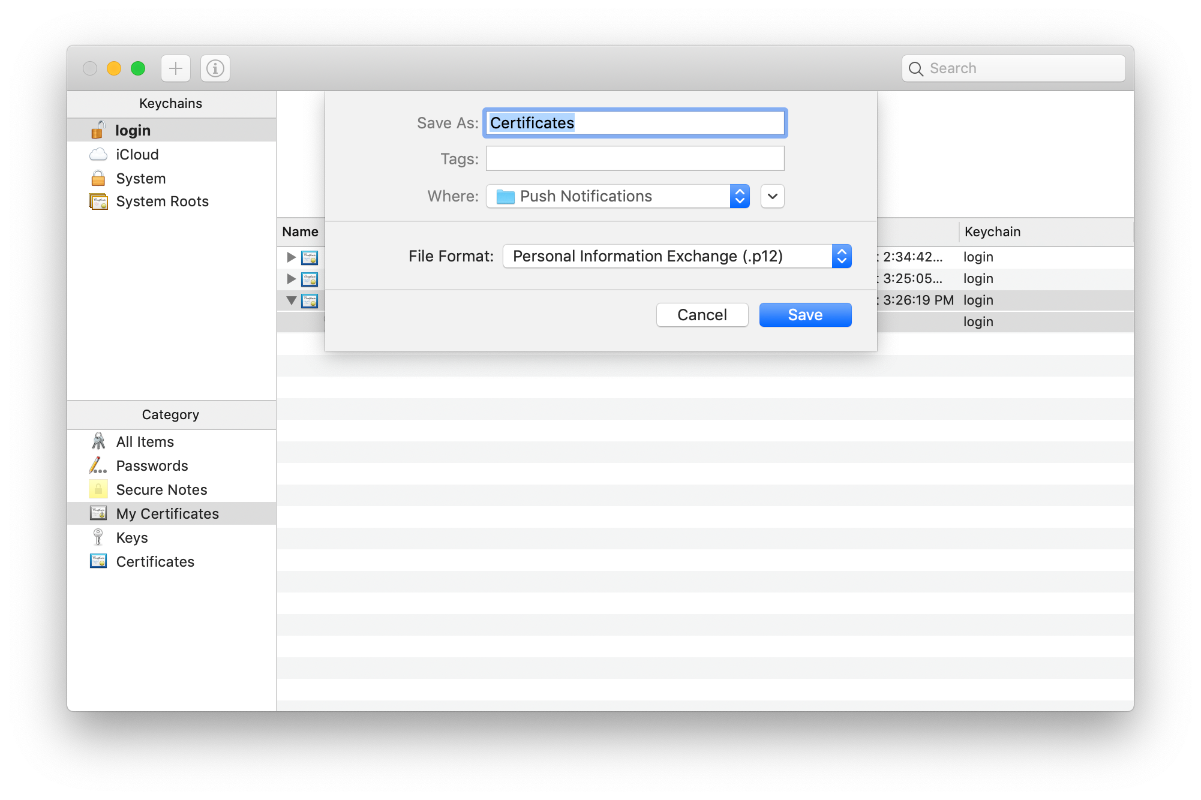 Search
Keychains
login
iCloud
System
System Roots
Save As: Certificates
Tags:
Where: Push Notifications
File Format: Personal Information Exchange (.p12)
Cancel Save
Name Keychain
2:34:42... login
3:25:05... login
3:26:19 PM login
login
Category
All Items
Passwords
Secure Notes
My Certificates
Keys
Certificates